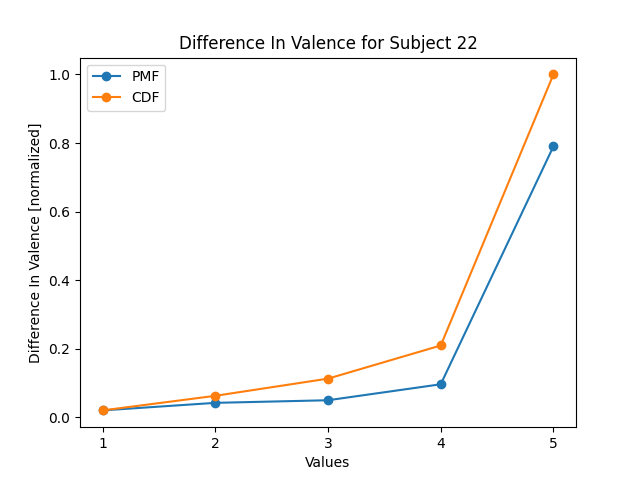 Difference In Valence for Subject 22
PMF
CDF
Difference In Valence [normalized]
1.0
0.8
0.6
0.4
0.2
0.0
1 2 3 4 5
Values